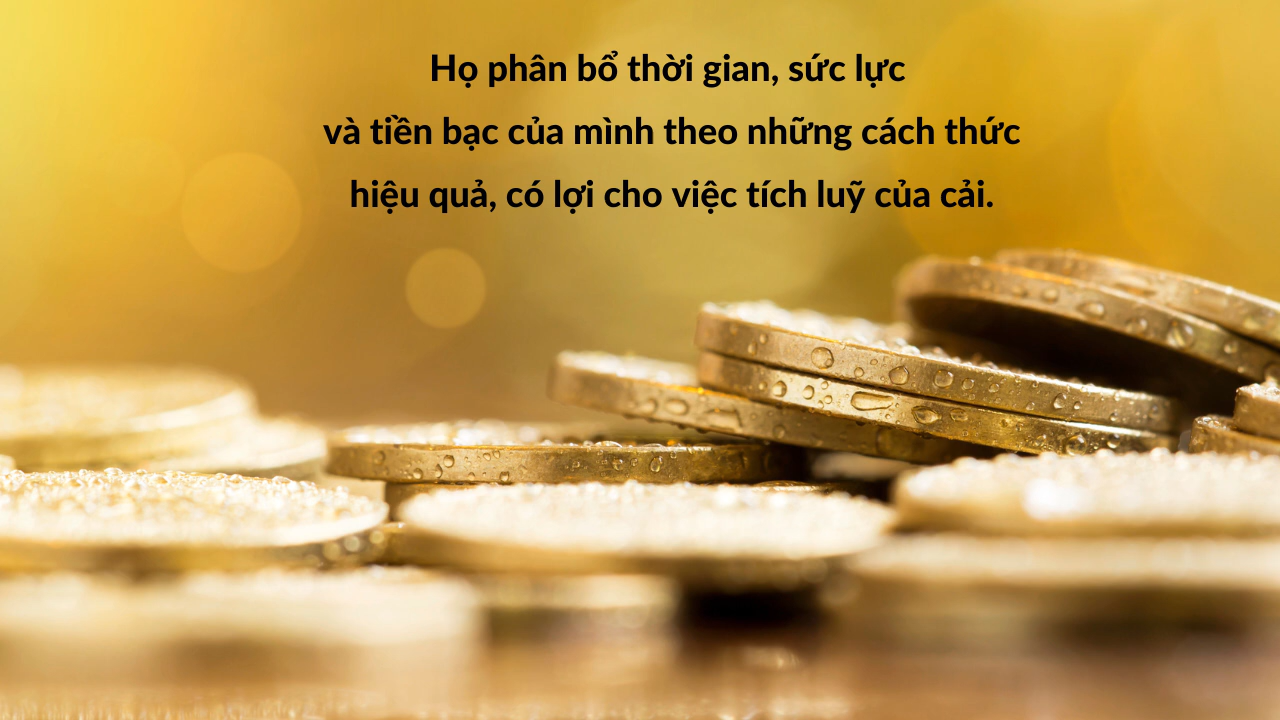 Họ phân bổ thời gian, sức lực
và tiền bạc của mình theo những cách thức
hiệu quả, có lợi cho việc tích luỹ của cải.